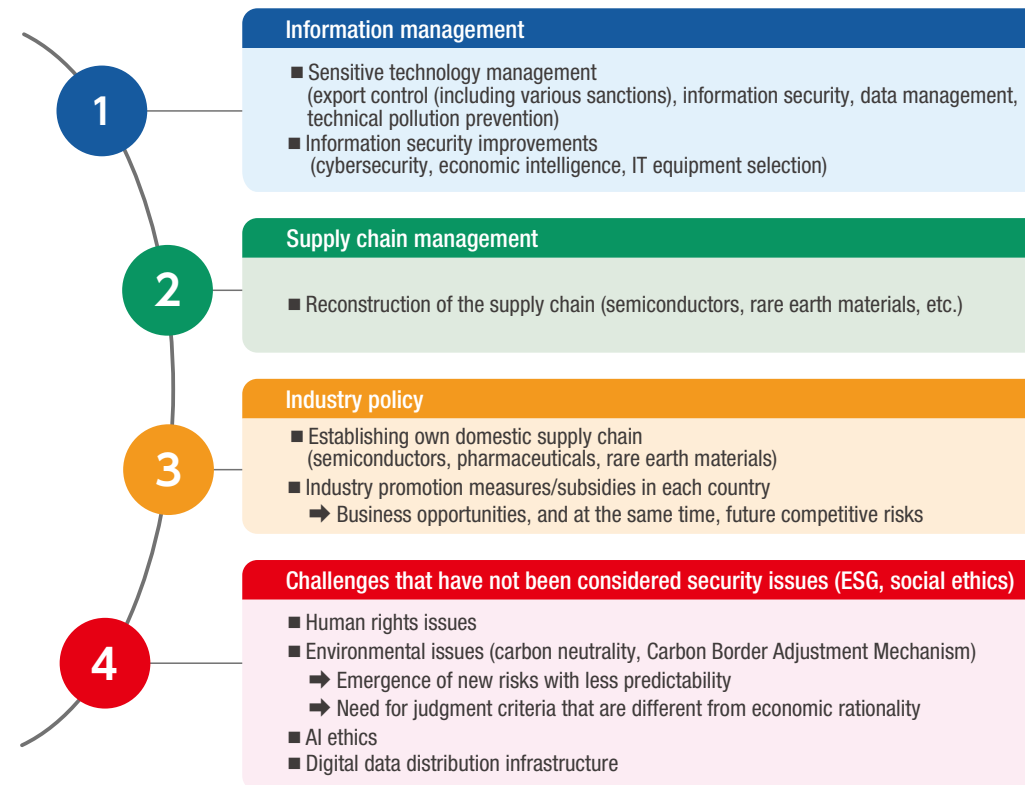 1
Information management
■ Sensitive technology management
(export control (including various sanctions), information security, data management,
technical pollution prevention)
■ Information security improvements
(cybersecurity, economic intelligence, IT equipment selection)
2
Supply chain management
■ Reconstruction of the supply chain (semiconductors, rare earth materials, etc.)
3
Industry policy
■ Establishing own domestic supply chain
(semiconductors, pharmaceuticals, rare earth materials)
■ Industry promotion measures/subsidies in each country
➡ Business opportunities, and at the same time, future competitive risks
4
Challenges that have not been considered security issues (ESG, social ethics)
■ Human rights issues
■ Environmental issues (carbon neutrality, Carbon Border Adjustment Mechanism)
➡ Emergence of new risks with less predictability
➡ Need for judgment criteria that are different from economic rationality
■ AI ethics
■ Digital data distribution infrastructure